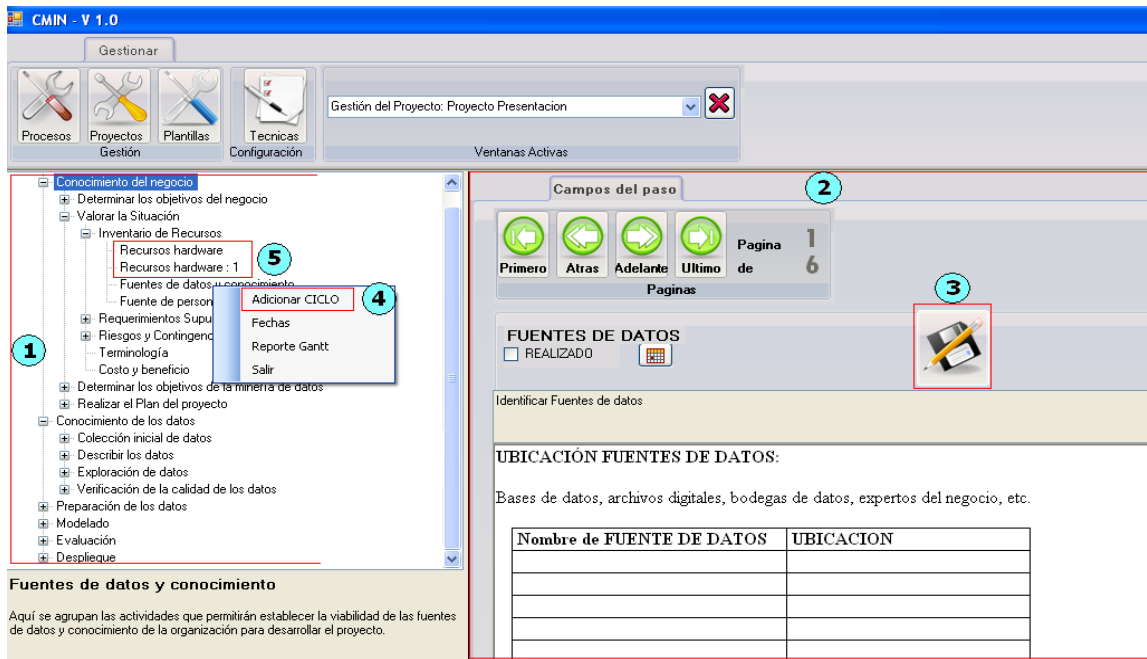 CMIN - V 1.0
Gestionar
Procesos
Proyectos
Plantillas
Tecnicas
Gestión
Configuración
Gestión del Proyecto: Proyecto Presentacion
Ventanas Activas
Conocimiento del negocio
Determinar los objetivos del negocio
Valorar la Situación
Inventario de Recursos
Recursos hardware
Recursos hardware : 1
5
Fuentes de datos y conocimiento
Fuente de person
Requerimientos Supu
Riesgos y Contingenc
Terminología
Costo y beneficio
Adicionar CICLO
4
Fechas
Reporte Gantt
Salir
1
Determinar los objetivos de la minería de datos
Realizar el Plan del proyecto
Conocimiento de los datos
Colección inicial de datos
Describir los datos
Exploración de datos
Verificación de la calidad de los datos
Preparación de los datos
Modelado
Evaluación
Despliegue
Fuentes de datos y conocimiento
Aquí se agrupan las actividades que permitirán establecer la viabilidad de las fuentes
de datos y conocimiento de la organización para desarrollar el proyecto.
Campos del paso
2
Primero
Atras
Adelante
Ultimo
Pagina 1
de 6
Paginas
3
FUENTES DE DATOS
REALIZADO
Identificar Fuentes de datos
UBICACIÓN FUENTES DE DATOS:
Bases de datos, archivos digitales, bodegas de datos, expertos del negocio, etc.
Nombre de FUENTE DE DATOS
UBICACION